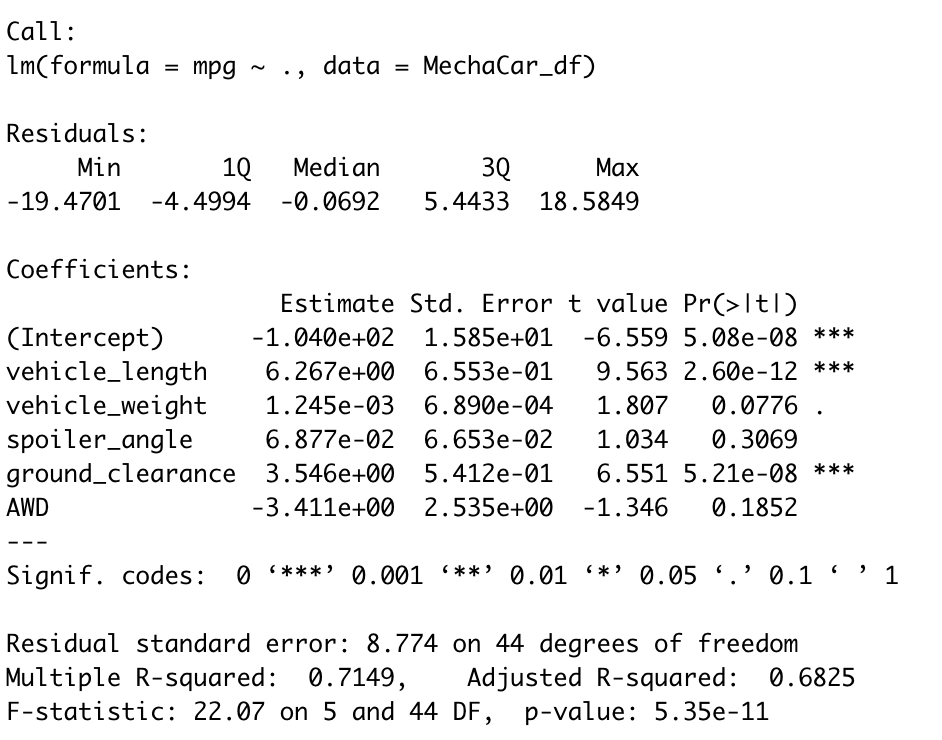 Call:
lm(formula = mpg ~ ., data = MechaCar_df)
Residuals:
     Min       1Q   Median       3Q      Max
-19.4701  -4.4994  -0.0692   5.4433  18.5849
Coefficients:
                   Estimate Std. Error t value Pr(>|t|)
(Intercept)      -1.040e+02  1.585e+01  -6.559 5.08e-08 ***
vehicle_length    6.267e+00  6.553e-01   9.563 2.60e-12 ***
vehicle_weight    1.245e-03  6.890e-04   1.807   0.0776 .
spoiler_angle     6.877e-02  6.653e-02   1.034   0.3069
ground_clearance  3.546e+00  5.412e-01   6.551 5.21e-08 ***
AWD              -3.411e+00  2.535e+00  -1.346   0.1852
---
Signif. codes:  0 ‘***’ 0.001 ‘**’ 0.01 ‘*’ 0.05 ‘.’ 0.1 ‘ ’ 1
Residual standard error: 8.774 on 44 degrees of freedom
Multiple R-squared:  0.7149,    Adjusted R-squared:  0.6825
F-statistic: 22.07 on 5 and 44 DF,  p-value: 5.35e-11